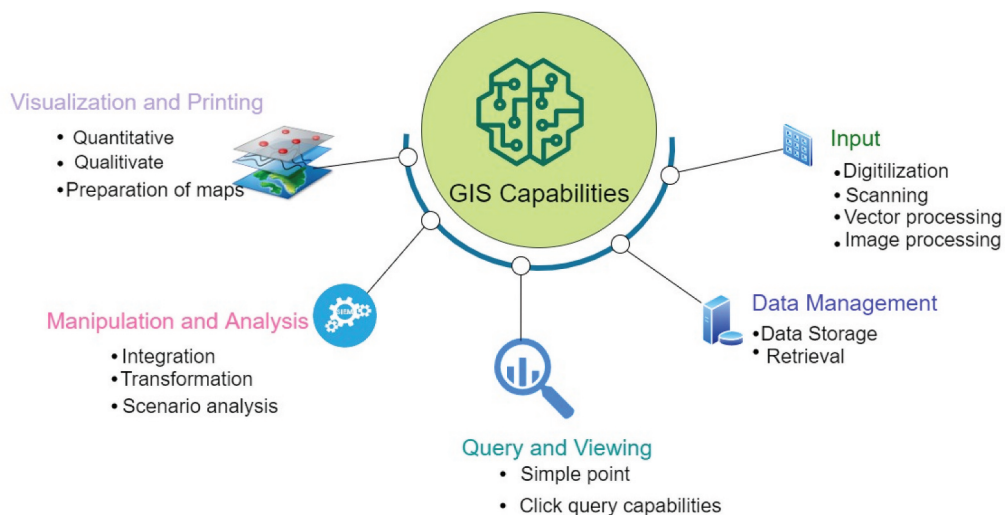 GIS Capabilities
Visualization and Printing
• Quantitative
• Qualitivate
• Preparation of maps
Manipulation and Analysis
• Integration
• Transformation
• Scenario analysis
Query and Viewing
• Simple point
• Click query capabilities
Data Management
• Data Storage
• Retrieval
Input
• Digitilization
• Scanning
• Vector processing
• Image processing